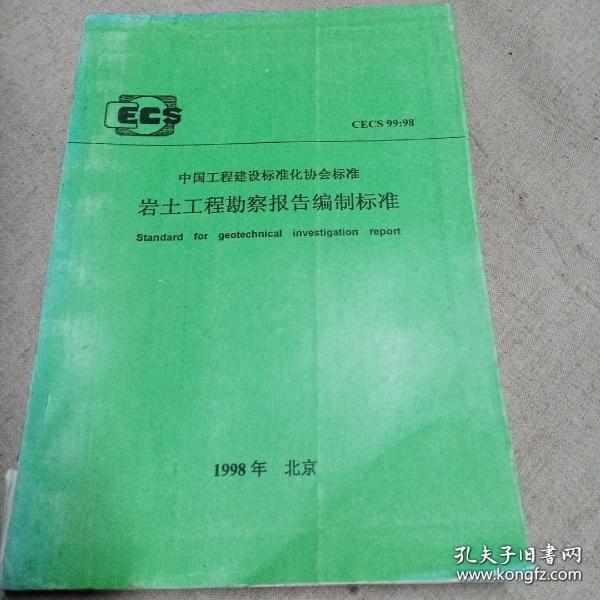 CECS
CECS 99:98
中国工程建设标准化协会标准
岩土工程勘察报告编制标准
Standard for geotechnical investigation report
1998年 北京
孔夫子旧书网
www.kongfz.com